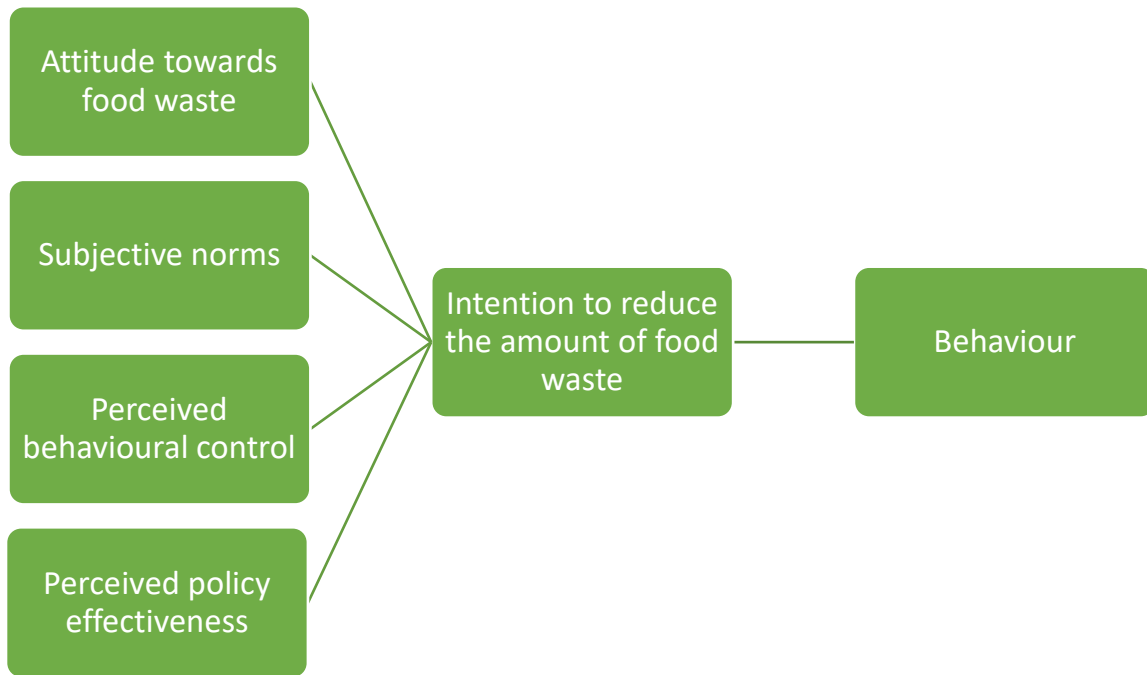 Attitude towards
food waste
Subjective norms
Perceived
behavioural control
Perceived policy
effectiveness
Intention to reduce
the amount of food
waste
Behaviour